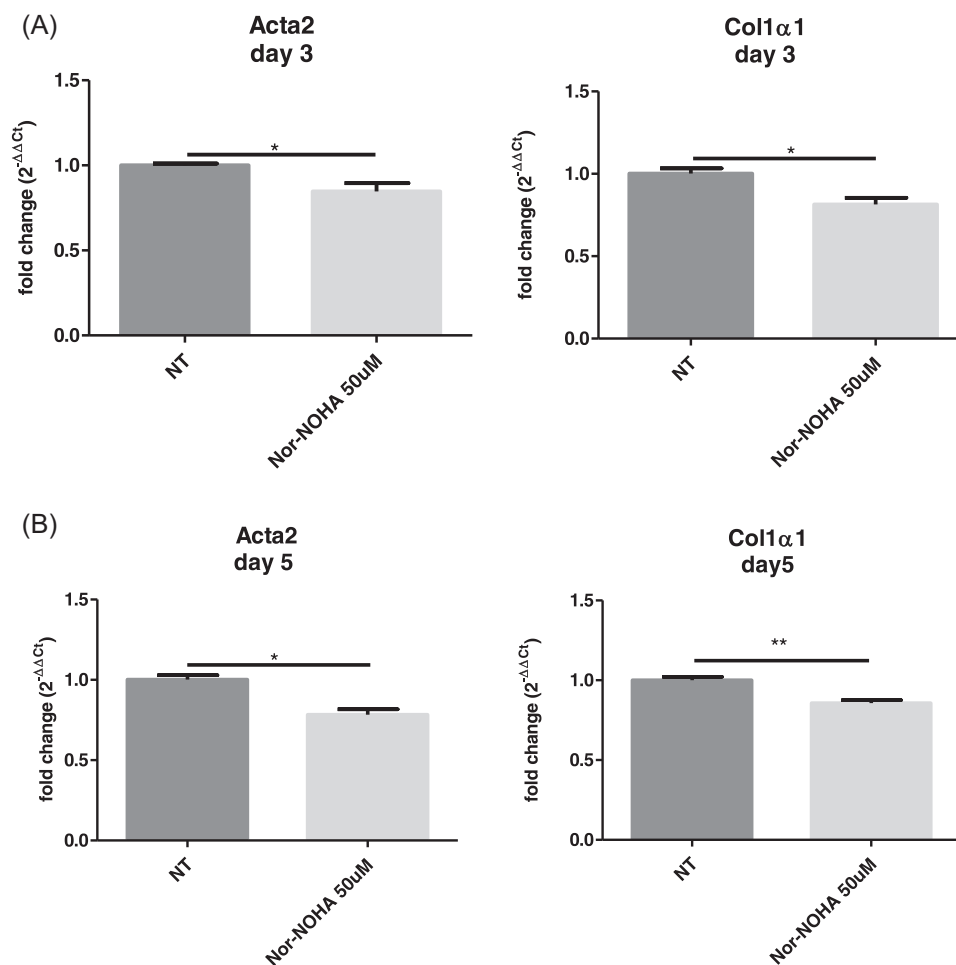 (A)
Acta2
day 3
fold change (2^-ΔΔCt)
1.5
1.0
0.5
0.0
*
NT
Nor-NOHA 50uM
Col1α1
day 3
fold change (2^-ΔΔCt)
1.5
1.0
0.5
0.0
*
NT
Nor-NOHA 50uM
(B)
Acta2
day 5
fold change (2^-ΔΔCt)
1.5
1.0
0.5
0.0
*
NT
Nor-NOHA 50uM
Col1α1
day5
fold change (2^-ΔΔCt)
1.5
1.0
0.5
0.0
**
NT
Nor-NOHA 50uM